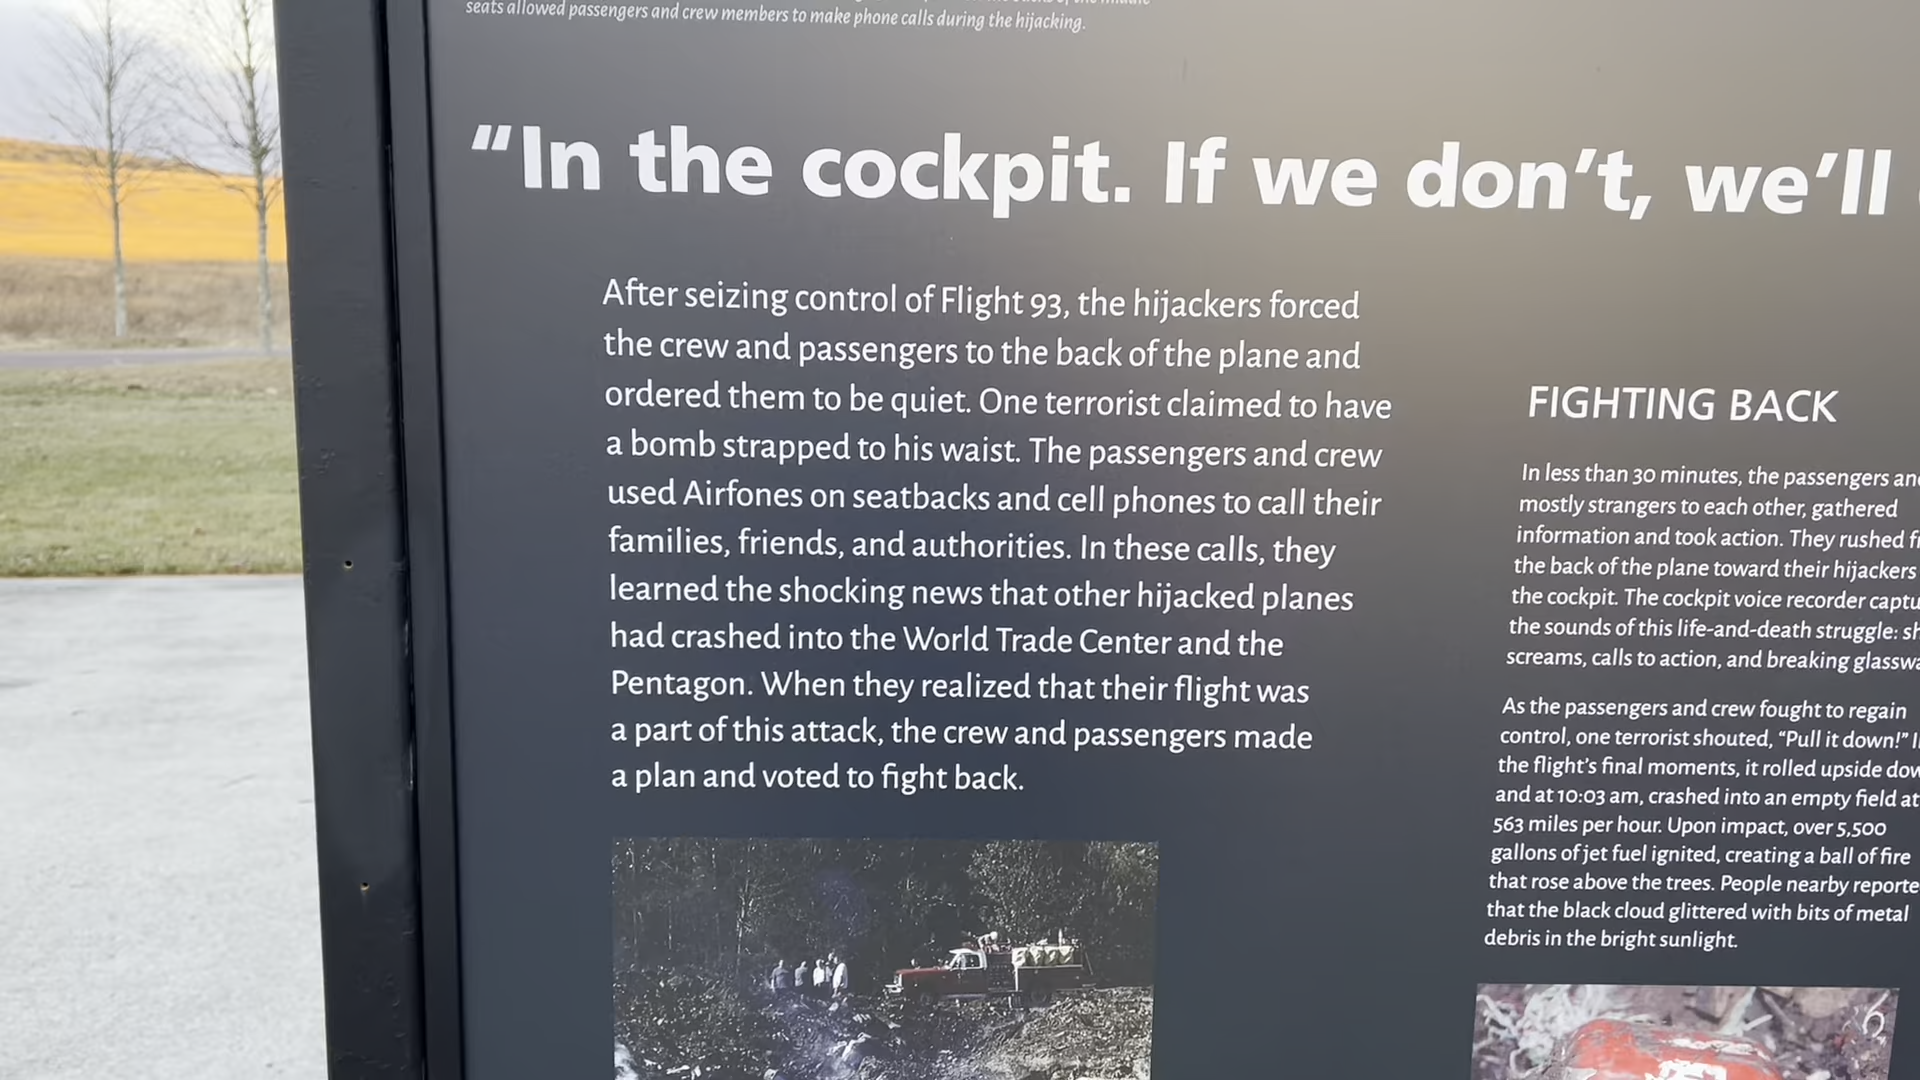 seats allowed passengers and crew members to make phone calls during the hijacking.
“In the cockpit. If we don’t, we’ll
After seizing control of Flight 93, the hijackers forced
the crew and passengers to the back of the plane and
ordered them to be quiet. One terrorist claimed to have
a bomb strapped to his waist. The passengers and crew
used Airfones on seatbacks and cell phones to call their
families, friends, and authorities. In these calls, they
learned the shocking news that other hijacked planes
had crashed into the World Trade Center and the
Pentagon. When they realized that their flight was
a part of this attack, the crew and passengers made
a plan and voted to fight back.
FIGHTING BACK
In less than 30 minutes, the passengers
mostly strangers to each other, gathered
information and took action. They rushed
the back of the plane toward their hijackers
the cockpit. The cockpit voice recorder
the sounds of this life-and-death struggle:
screams, calls to action, and breaking
As the passengers and crew fought to regain
control, one terrorist shouted, “Pull it down!”
the flight’s final moments, it rolled upside
and at 10:03 am, crashed into an empty field at
563 miles per hour. Upon impact, over 5,500
gallons of jet fuel ignited, creating a ball of fire
that rose above the trees. People nearby
that the black cloud glittered with bits of metal
debris in the bright sunlight.